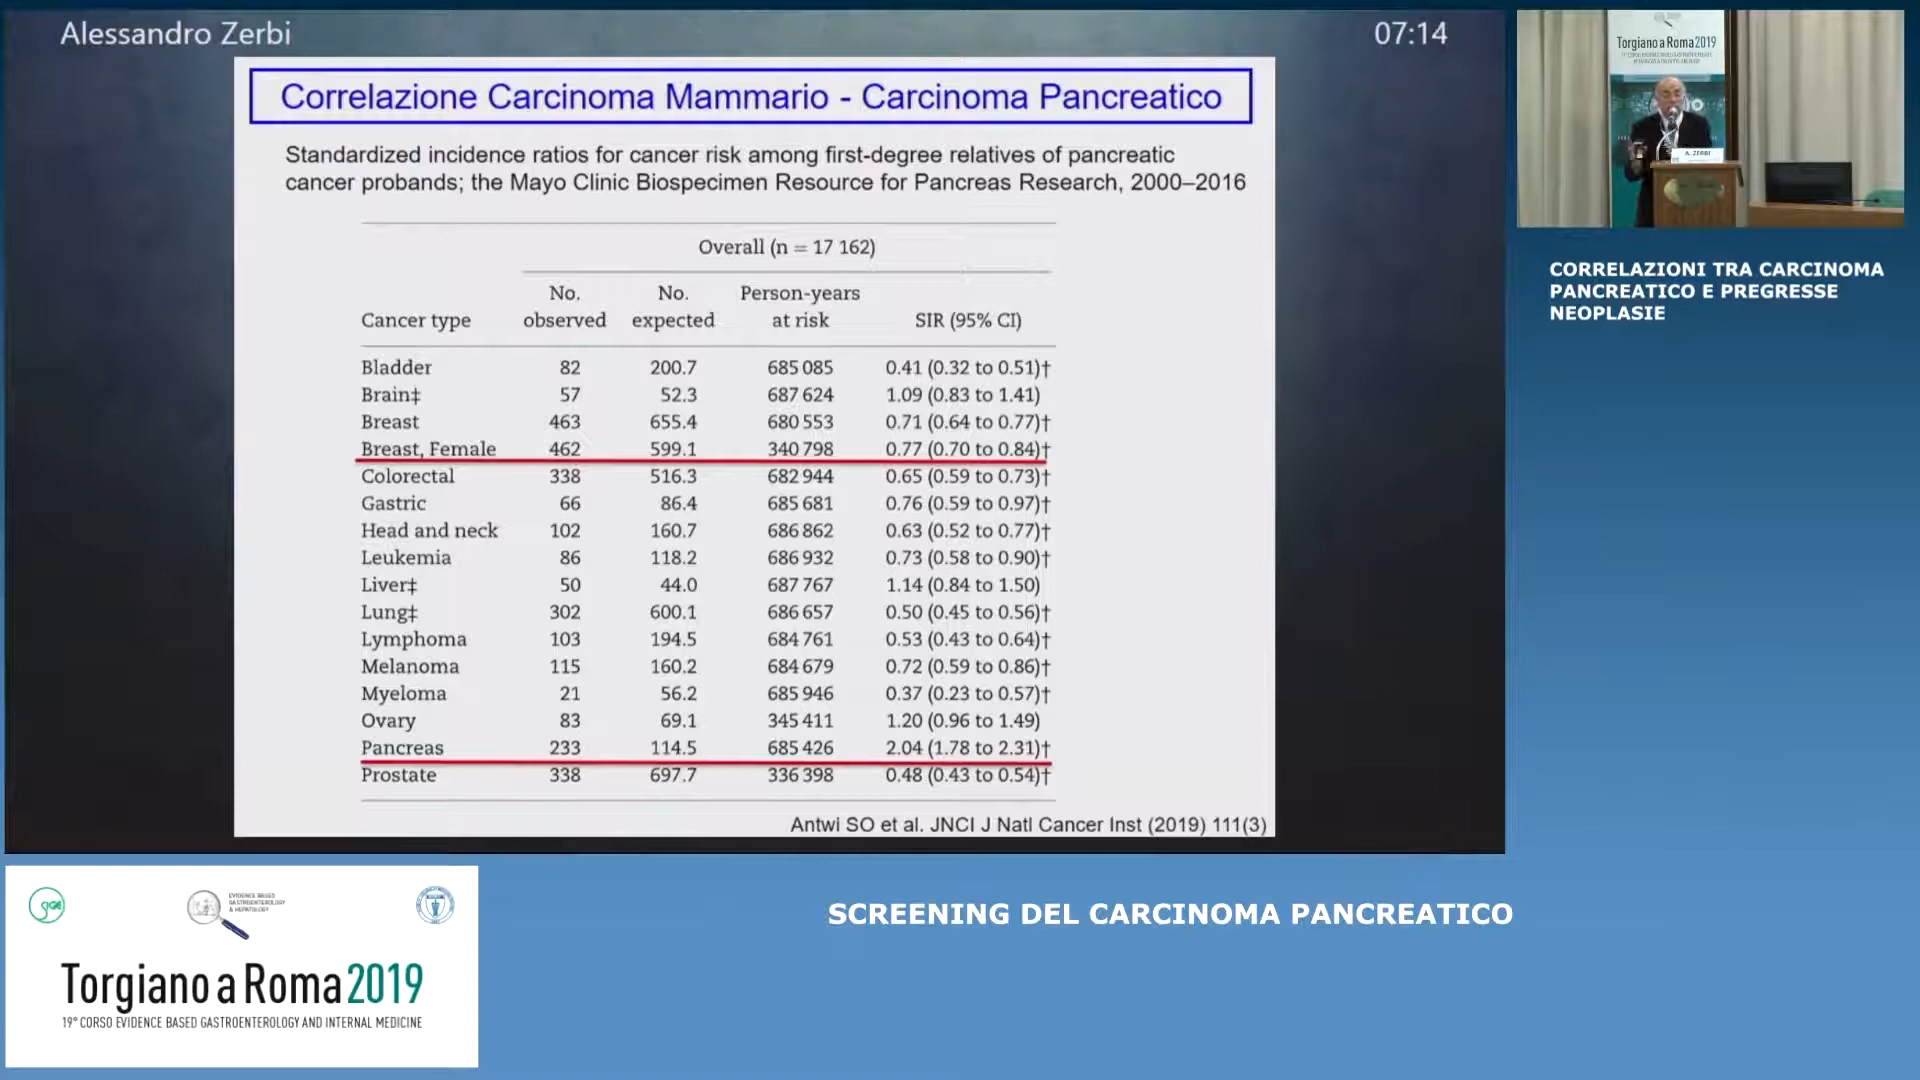 Alessandro Zerbi
07:14
Correlazione Carcinoma Mammario - Carcinoma Pancreatico
Standardized incidence ratios for cancer risk among first-degree relatives of pancreatic
cancer probands; the Mayo Clinic Biospecimen Resource for Pancreas Research, 2000–2016
Overall (n = 17 162)
No. No. Person-years
Cancer type observed expected at risk SIR (95% CI)
Bladder 82 200.7 685 085 0.41 (0.32 to 0.51)†
Brain‡ 57 52.3 687 624 1.09 (0.83 to 1.41)
Breast 463 655.4 680 553 0.71 (0.64 to 0.77)†
Breast, Female 462 599.1 340 798 0.77 (0.70 to 0.84)†
Colorectal 338 516.3 682 944 0.65 (0.59 to 0.73)†
Gastric 66 86.4 685 681 0.76 (0.59 to 0.97)†
Head and neck 102 160.7 686 862 0.63 (0.52 to 0.77)†
Leukemia 86 118.2 686 932 0.73 (0.58 to 0.90)†
Liver‡ 50 44.0 687 767 1.14 (0.84 to 1.50)
Lung‡ 302 600.1 686 657 0.50 (0.45 to 0.56)†
Lymphoma 103 194.5 684 761 0.53 (0.43 to 0.64)†
Melanoma 115 160.2 684 679 0.72 (0.59 to 0.86)†
Myeloma 21 56.2 685 946 0.37 (0.23 to 0.57)†
Ovary 83 69.1 345 411 1.20 (0.96 to 1.49)
Pancreas 233 114.5 685 426 2.04 (1.78 to 2.31)†
Prostate 338 697.7 336 398 0.48 (0.43 to 0.54)†
Antwi SO et al. JNCI J Natl Cancer Inst (2019) 111(3)
Torgiano a Roma 2019
A. ZERBI
CORRELAZIONI TRA CARCINOMA
PANCREATICO E PREGRESSE
NEOPLASIE
SCREENING DEL CARCINOMA PANCREATICO
EVIDENCE BASED
GASTROENTEROLOGY
& HEPATOLOGY
Torgiano a Roma 2019
19° CORSO EVIDENCE BASED GASTROENTEROLOGY AND INTERNAL MEDICINE